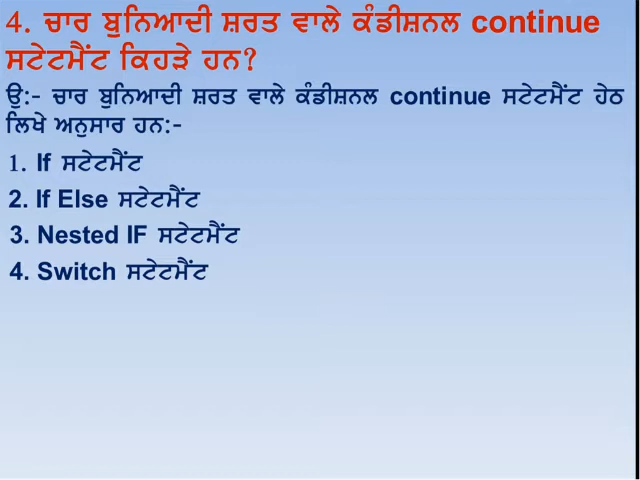 4. ਚਾਰ ਬੁਨਿਆਦੀ ਸ਼ਰਤ ਵਾਲੇ ਕੰਡੀਸ਼ਨਲ continue
ਸਟੇਟਮੈਂਟ ਕਿਹੜੇ ਹਨ?
ਉ:- ਚਾਰ ਬੁਨਿਆਦੀ ਸ਼ਰਤ ਵਾਲੇ ਕੰਡੀਸ਼ਨਲ continue ਸਟੇਟਮੈਂਟ ਹੇਠ
ਲਿਖੇ ਅਨੁਸਾਰ ਹਨ:-
1. If ਸਟੇਟਮੈਂਟ
2. If Else ਸਟੇਟਮੈਂਟ
3. Nested IF ਸਟੇਟਮੈਂਟ
4. Switch ਸਟੇਟਮੈਂਟ